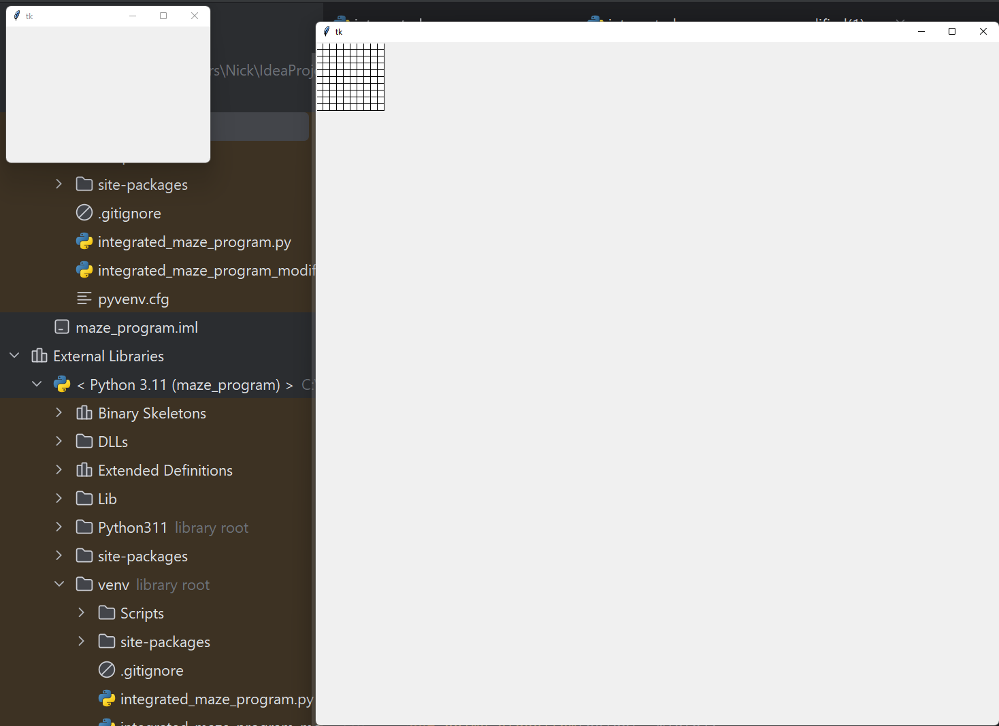 tk
tk
rs\Nick\IdeaProj
site-packages
.gitignore
integrated_maze_program.py
integrated_maze_program_modif
pyvenv.cfg
maze_program.iml
External Libraries
< Python 3.11 (maze_program) > C:\
Binary Skeletons
DLLs
Extended Definitions
Lib
Python311 library root
site-packages
venv library root
Scripts
site-packages
.gitignore
integrated_maze_program.py